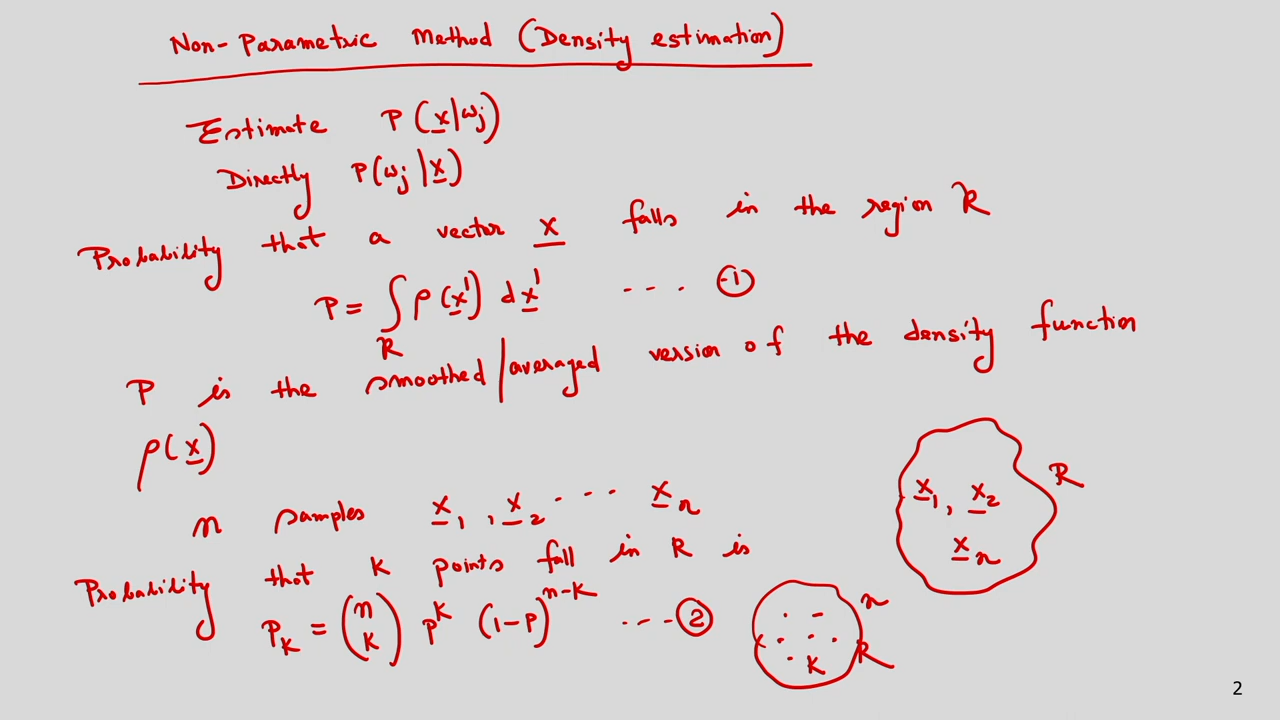 Non-Parametric Method (Density estimation)
Estimate P(x|ωj)
Directly P(ωj|x)
Probability that a vector x falls in the region R
P = ∫R p(x') dx' .... 1
P is the smoothed/averaged version of the density function
p(x)
n samples x1, x2 .... xn
Probability that k points fall in R is
Pk = (n k) P^k (1-P)^(n-k) .... 2
x1, x2
xn
R
n
k
R
2